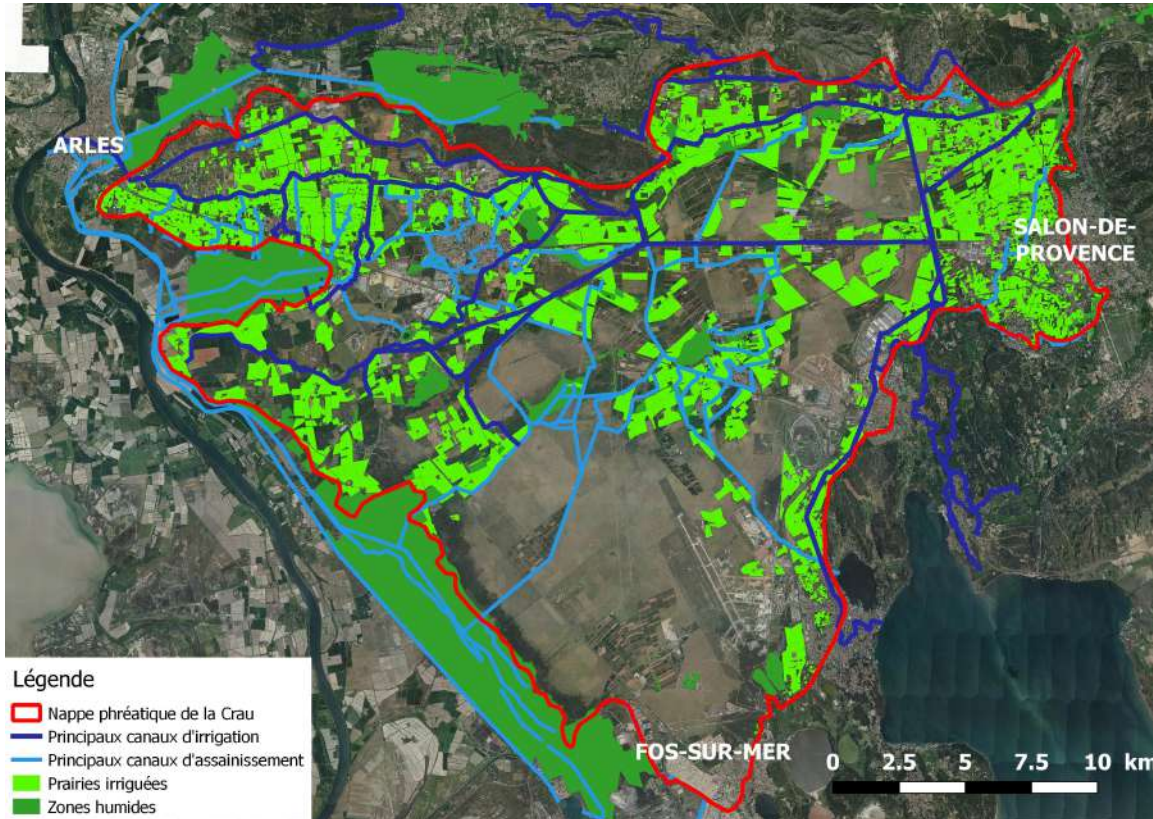 ARLES
SALON-DE-
PROVENCE
FOS-SUR-MER
Légende
Nappe phréatique de la Crau
Principaux canaux d'irrigation
Principaux canaux d'assainissement
Prairies irriguées
Zones humides
0 2.5 5 7.5 10 km